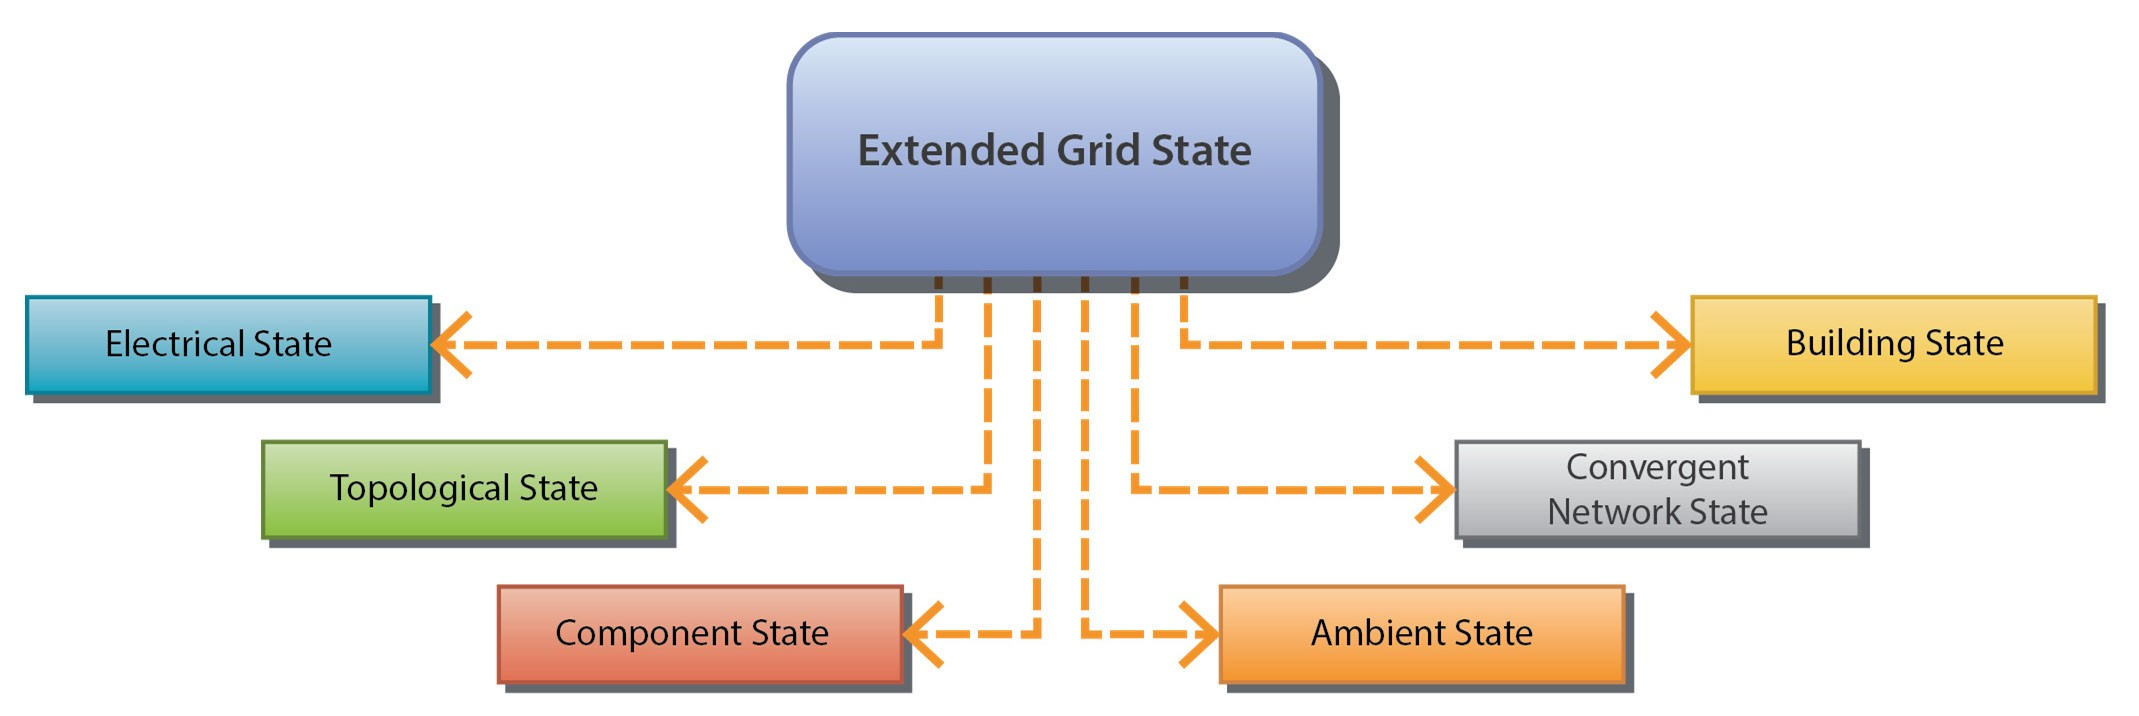 Extended Grid State
Electrical State
Building State
Topological State
Convergent
Network State
Component State
Ambient State